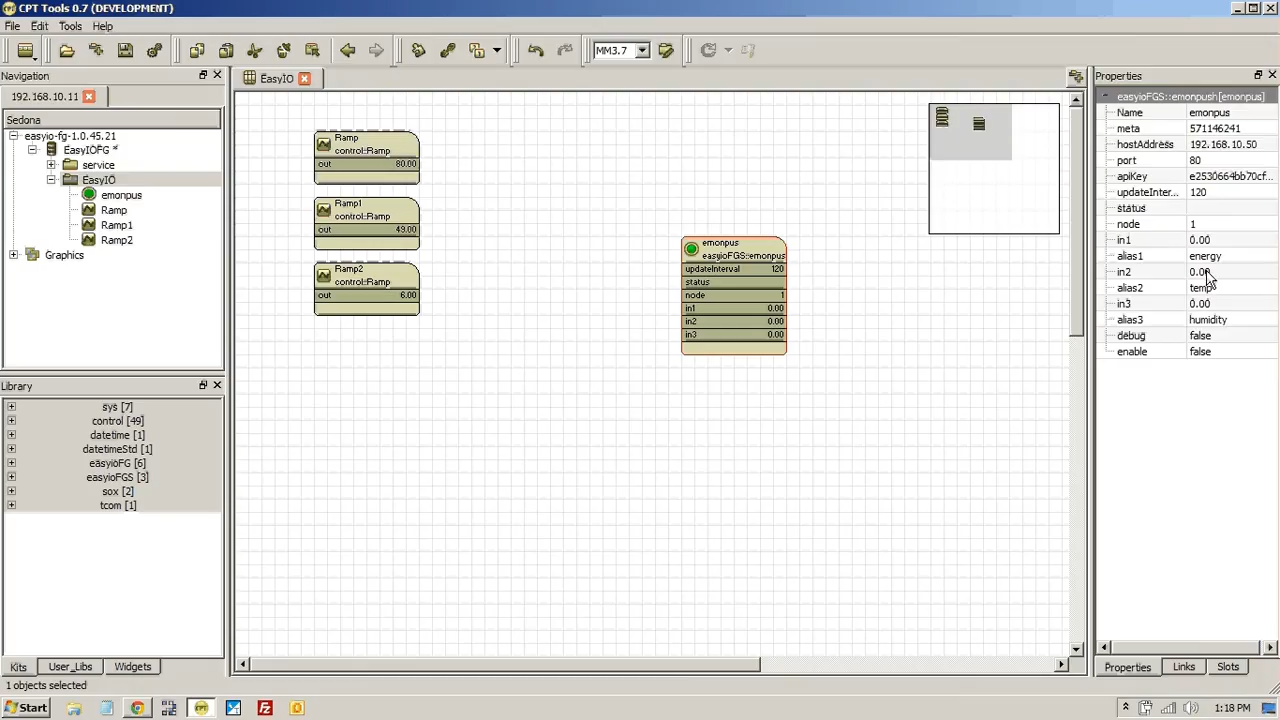 CPT Tools 0.7 (DEVELOPMENT)
File Edit Tools Help
MM3.7
Navigation
192.168.10.11
Sedona
easyio-fg-1.0.45.21
EasyIOFG *
service
EasyIO
emonpus
Ramp
Ramp1
Ramp2
Graphics
Library
sys [7]
control [49]
datetime [1]
datetimeStd [1]
easyioFG [6]
easyioFGS [3]
sox [2]
tcom [1]
Kits User_Libs Widgets
1 objects selected
EasyIO
Ramp
control::Ramp
out 80.00
Ramp1
control::Ramp
out 49.00
Ramp2
control::Ramp
out 6.00
emonpus
easyioFGS::emonpus
updateInterval 120
status
node 1
in1 0.00
in2 0.00
in3 0.00
Properties
easyioFGS::emonpush[emonpus]
Name emonpus
meta 571146241
hostAddress 192.168.10.50
port 80
apiKey e2530664bb70cf...
updateInter... 120
status
node 1
in1 0.00
alias1 energy
in2 0.00
alias2 temp
in3 0.00
alias3 humidity
debug false
enable false
Properties Links Slots
Start
1:18 PM